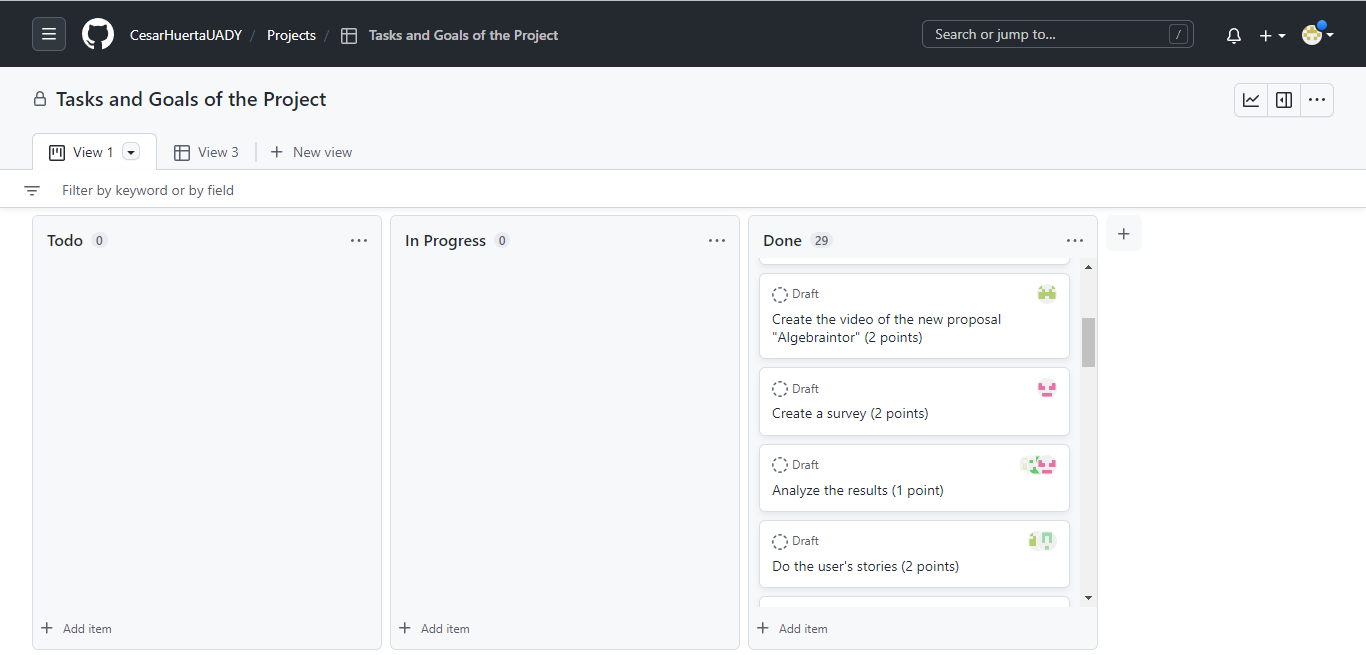 CesarHuertaUADY / Projects / Tasks and Goals of the Project
Search or jump to... /
Tasks and Goals of the Project
View 1
View 3
New view
Filter by keyword or by field
Todo 0
In Progress 0
Done 29
Draft
Create the video of the new proposal
"Algebraintor" (2 points)
Draft
Create a survey (2 points)
Draft
Analyze the results (1 point)
Draft
Do the user's stories (2 points)
Add item
Add item
Add item